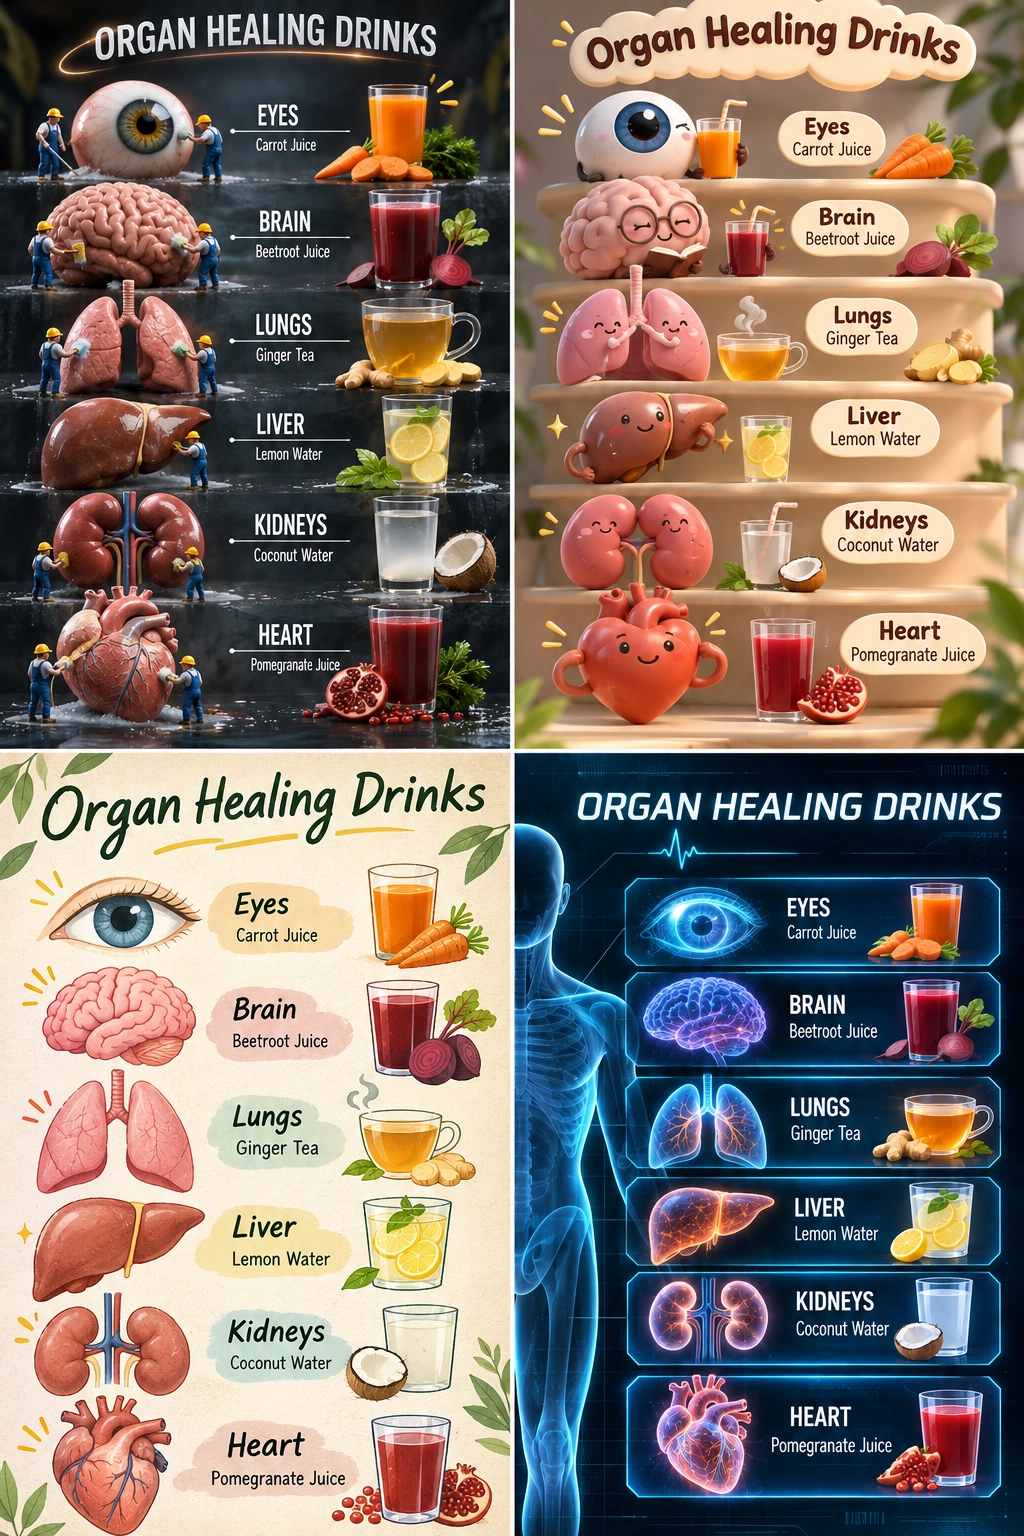 ORGAN HEALING DRINKS
EYES
Carrot Juice
BRAIN
Beetroot Juice
LUNGS
Ginger Tea
LIVER
Lemon Water
KIDNEYS
Coconut Water
HEART
Pomegranate Juice
Organ Healing Drinks
Eyes
Carrot Juice
Brain
Beetroot Juice
Lungs
Ginger Tea
Liver
Lemon Water
Kidneys
Coconut Water
Heart
Pomegranate Juice
Organ Healing Drinks
Eyes
Carrot Juice
Brain
Beetroot Juice
Lungs
Ginger Tea
Liver
Lemon Water
Kidneys
Coconut Water
Heart
Pomegranate Juice
ORGAN HEALING DRINKS
EYES
Carrot Juice
BRAIN
Beetroot Juice
LUNGS
Ginger Tea
LIVER
Lemon Water
KIDNEYS
Coconut Water
HEART
Pomegranate Juice